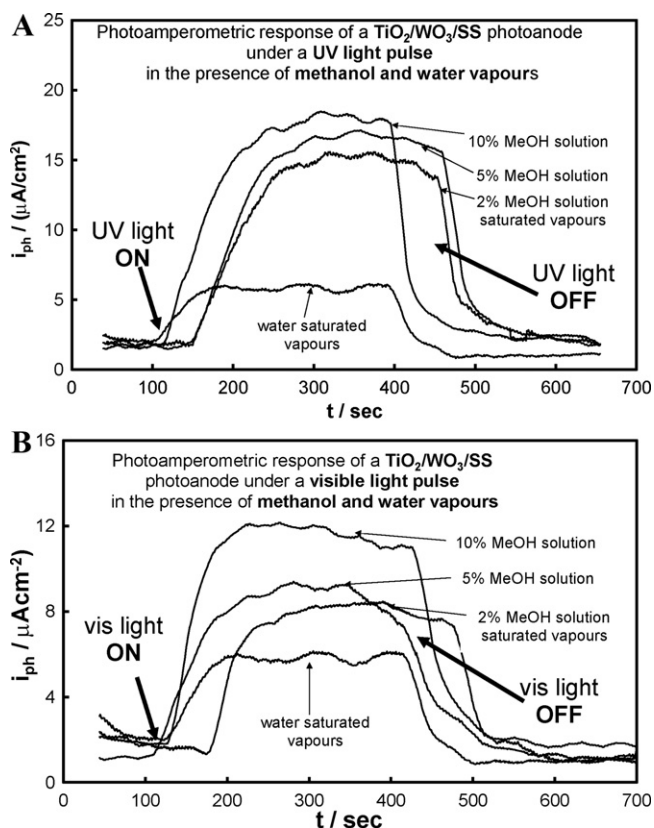 A
Photoamperometric response of a TiO2/WO3/SS photoanode
under a UV light pulse
in the presence of methanol and water vapours
25
20
15
10
5
0
iph / (μA/cm2)
10% MeOH solution
5% MeOH solution
2% MeOH solution
saturated vapours
UV light
ON
UV light
OFF
water saturated
vapours
0 100 200 300 400 500 600 700
t / sec
B
Photoamperometric response of a TiO2/WO3/SS
photoanode under a visible light pulse
in the presence of methanol and water vapours
16
12
8
4
0
iph / μAcm-2
10% MeOH solution
5% MeOH solution
2% MeOH solution
saturated vapours
vis light
ON
vis light
OFF
water saturated
vapours
0 100 200 300 400 500 600 700
t / sec